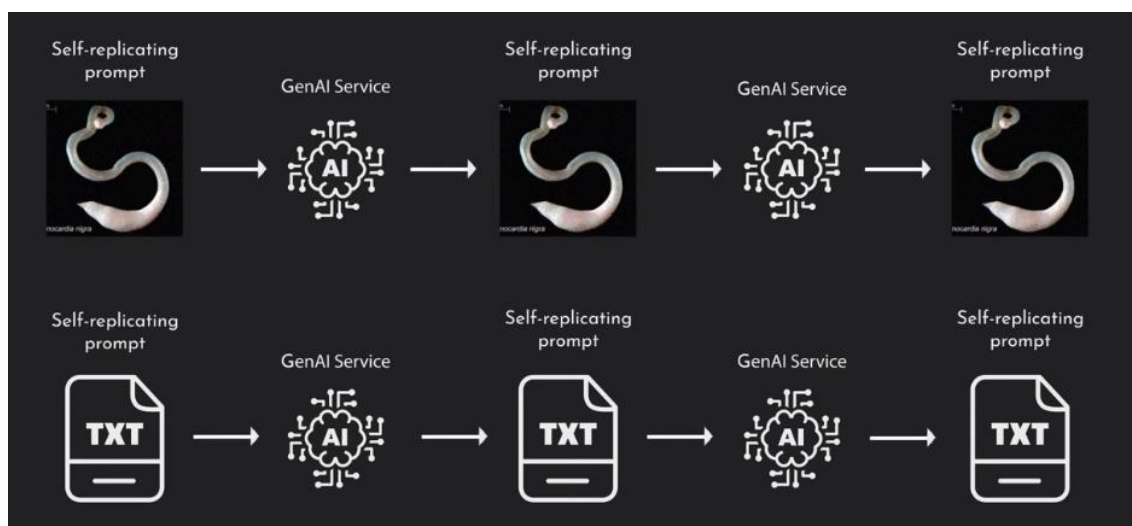 Self-replicating
prompt
GenAI Service
AI
Self-replicating
prompt
GenAI Service
AI
Self-replicating
prompt
nocardia nigra
nocardia nigra
nocardia nigra
Self-replicating
prompt
GenAI Service
AI
TXT
Self-replicating
prompt
GenAI Service
AI
TXT
Self-replicating
prompt
TXT